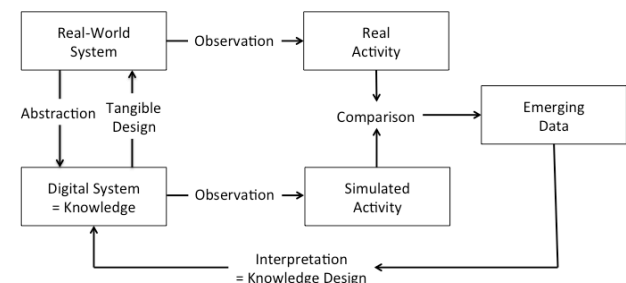 Real-World
System
Observation
Real
Activity
Abstraction
Tangible
Design
Comparison
Emerging
Data
Digital System
= Knowledge
Observation
Simulated
Activity
Interpretation
= Knowledge Design